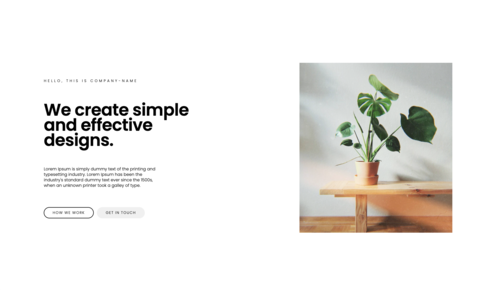 HELLO, THIS IS COMPANY-NAME
We create simple
and effective
designs.
Lorem Ipsum is simply dummy text of the printing and
typesetting industry. Lorem Ipsum has been the
industry's standard dummy text ever since the 1500s,
when an unknown printer took a galley of type.
HOW WE WORK
GET IN TOUCH